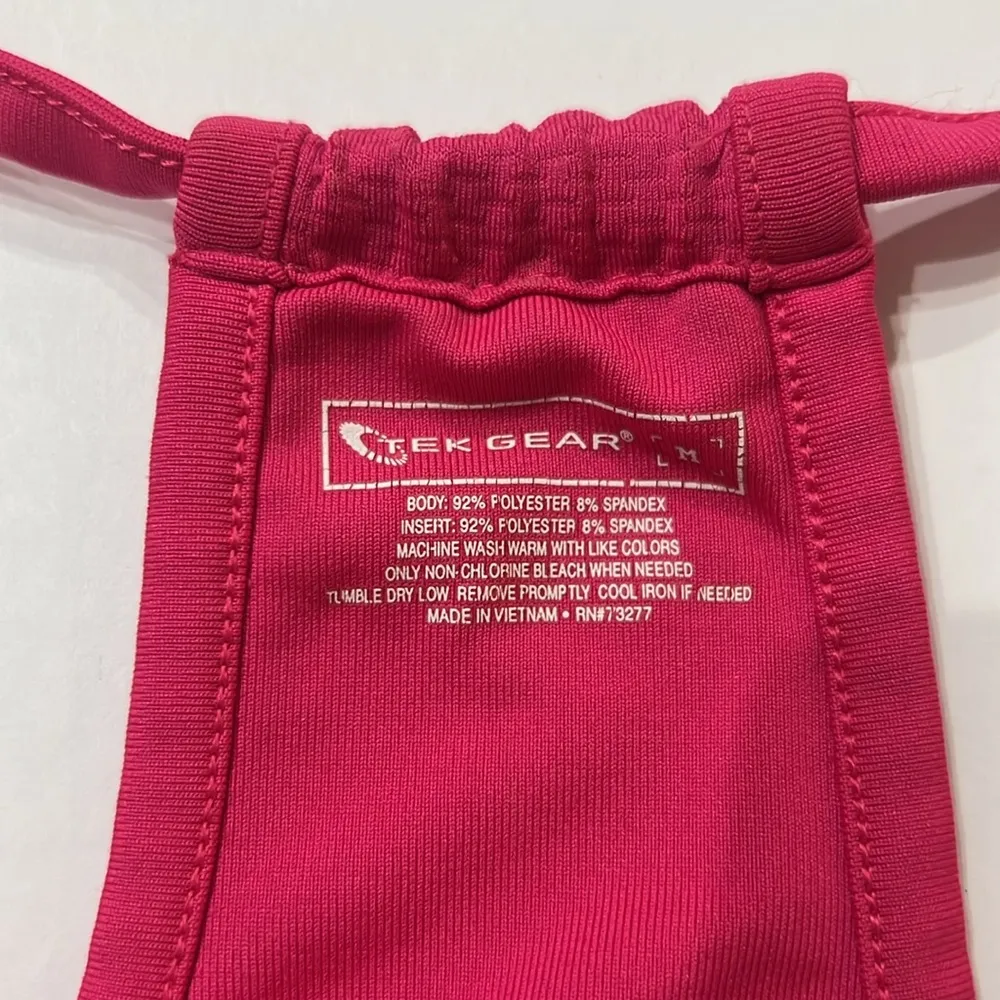 TEK GEAR® M
BODY: 92% POLYESTER 8% SPANDEX
INSERT: 92% POLYESTER 8% SPANDEX
MACHINE WASH WARM WITH LIKE COLORS
ONLY NON-CHLORINE BLEACH WHEN NEEDED
TUMBLE DRY LOW REMOVE PROMPTLY COOL IRON IF NEEDED
MADE IN VIETNAM • RN#73277